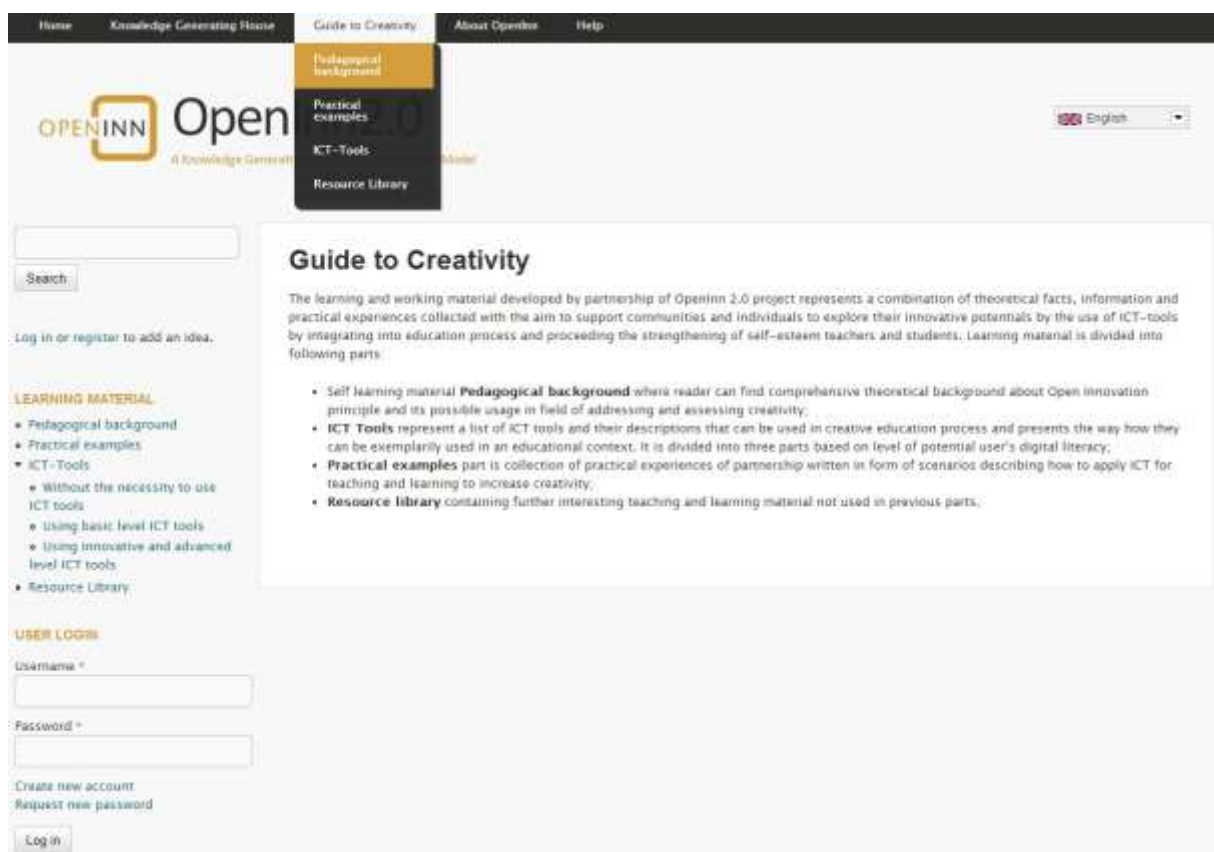 Home Knowledge Generating House Guide to Creativity About OpenInn Help
Pedagogical
background
Practical
examples
ICT-Tools
Resource Library
OPENINN
OpenInn2.0
A Knowledge Model
English
Search
Log in or register to add an idea.
LEARNING MATERIAL
Pedagogical background
Practical examples
ICT-Tools
Without the necessity to use
ICT tools
Using basic level ICT tools
Using innovative and advanced
level ICT tools
Resource Library
USER LOGIN
Username *
Password *
Create new account
Request new password
Log in
Guide to Creativity
The learning and working material developed by partnership of OpenInn 2.0 project represents a combination of theoretical facts, information and
practical experiences collected with the aim to support communities and individuals to explore their innovative potentials by the use of ICT-tools
by integrating into education process and proceeding the strengthening of self-esteem teachers and students. Learning material is divided into
following parts:
• Self learning material Pedagogical background where reader can find comprehensive theoretical background about Open Innovation
principle and its possible usage in field of addressing and assessing creativity;
• ICT Tools represent a list of ICT tools and their descriptions that can be used in creative education process and presents the way how they
can be exemplarily used in an educational context. It is divided into three parts based on level of potential user's digital literacy;
• Practical examples part is collection of practical experiences of partnership written in form of scenarios describing how to apply ICT for
teaching and learning to increase creativity;
• Resource library containing further interesting teaching and learning material not used in previous parts.